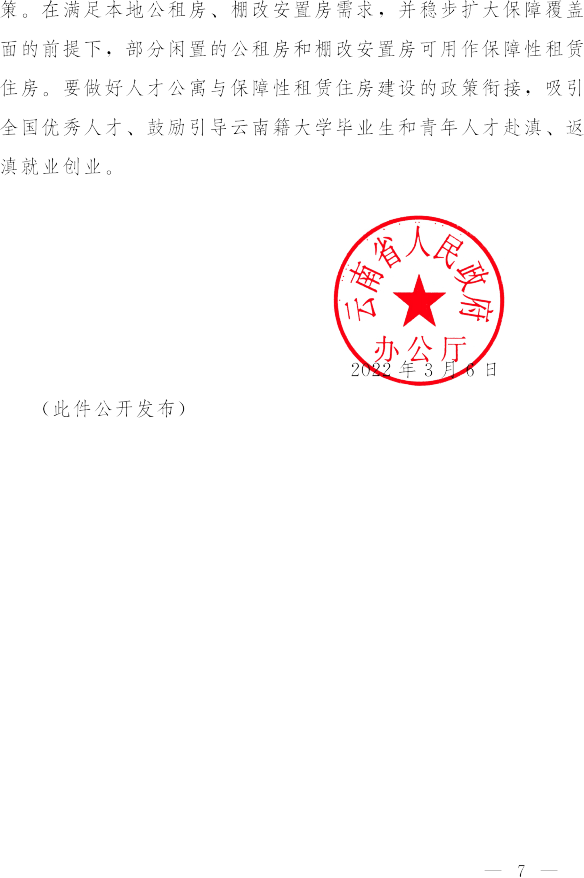 策。在满足本地公租房、棚改安置房需求，并稳步扩大保障覆盖
面的前提下，部分闲置的公租房和棚改安置房可用作保障性租赁
住房。要做好人才公寓与保障性租赁住房建设的政策衔接，吸引
全国优秀人才、鼓励引导云南籍大学毕业生和青年人才赴滇、返
滇就业创业。
云南省人民政府
办公厅
2022年3月6日
（此件公开发布）
— 7 —